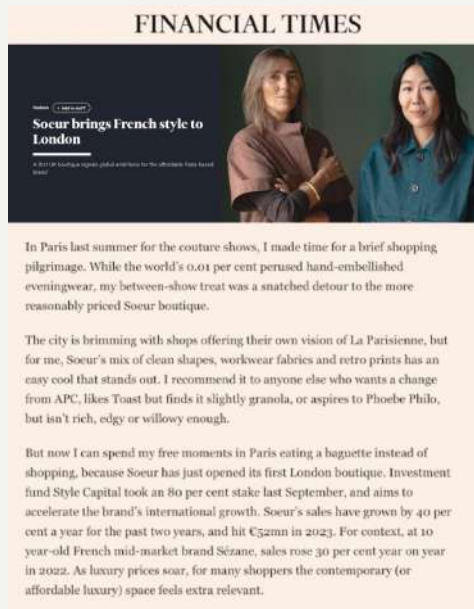 FINANCIAL TIMES
Soeur brings French style to
London
In Paris last summer for the couture shows, I made time for a brief shopping
pilgrimage. While the world's 0.01 per cent perused hand-embellished
eveningwear, my between-show treat was a snatched detour to the more
reasonably priced Soeur boutique.
The city is brimming with shops offering their own vision of La Parisienne, but
for me, Soeur's mix of clean shapes, workwear fabrics and retro prints has an
easy cool that stands out. I recommend it to anyone else who wants a change
from APC, likes Toast but finds it slightly granola, or aspires to Phoebe Philo,
but isn't rich, edgy or willowy enough.
But now I can spend my free moments in Paris eating a baguette instead of
shopping, because Soeur has just opened its first London boutique. Investment
fund Style Capital took an 80 per cent stake last September, and aims to
accelerate the brand's international growth. Soeur's sales have grown by 40 per
cent a year for the past two years, and hit €52mn in 2023. For context, at 10
year-old French mid-market brand Sézane, sales rose 30 per cent year on year
in 2022. As luxury prices soar, for many shoppers the contemporary (or
affordable luxury) space feels extra relevant.